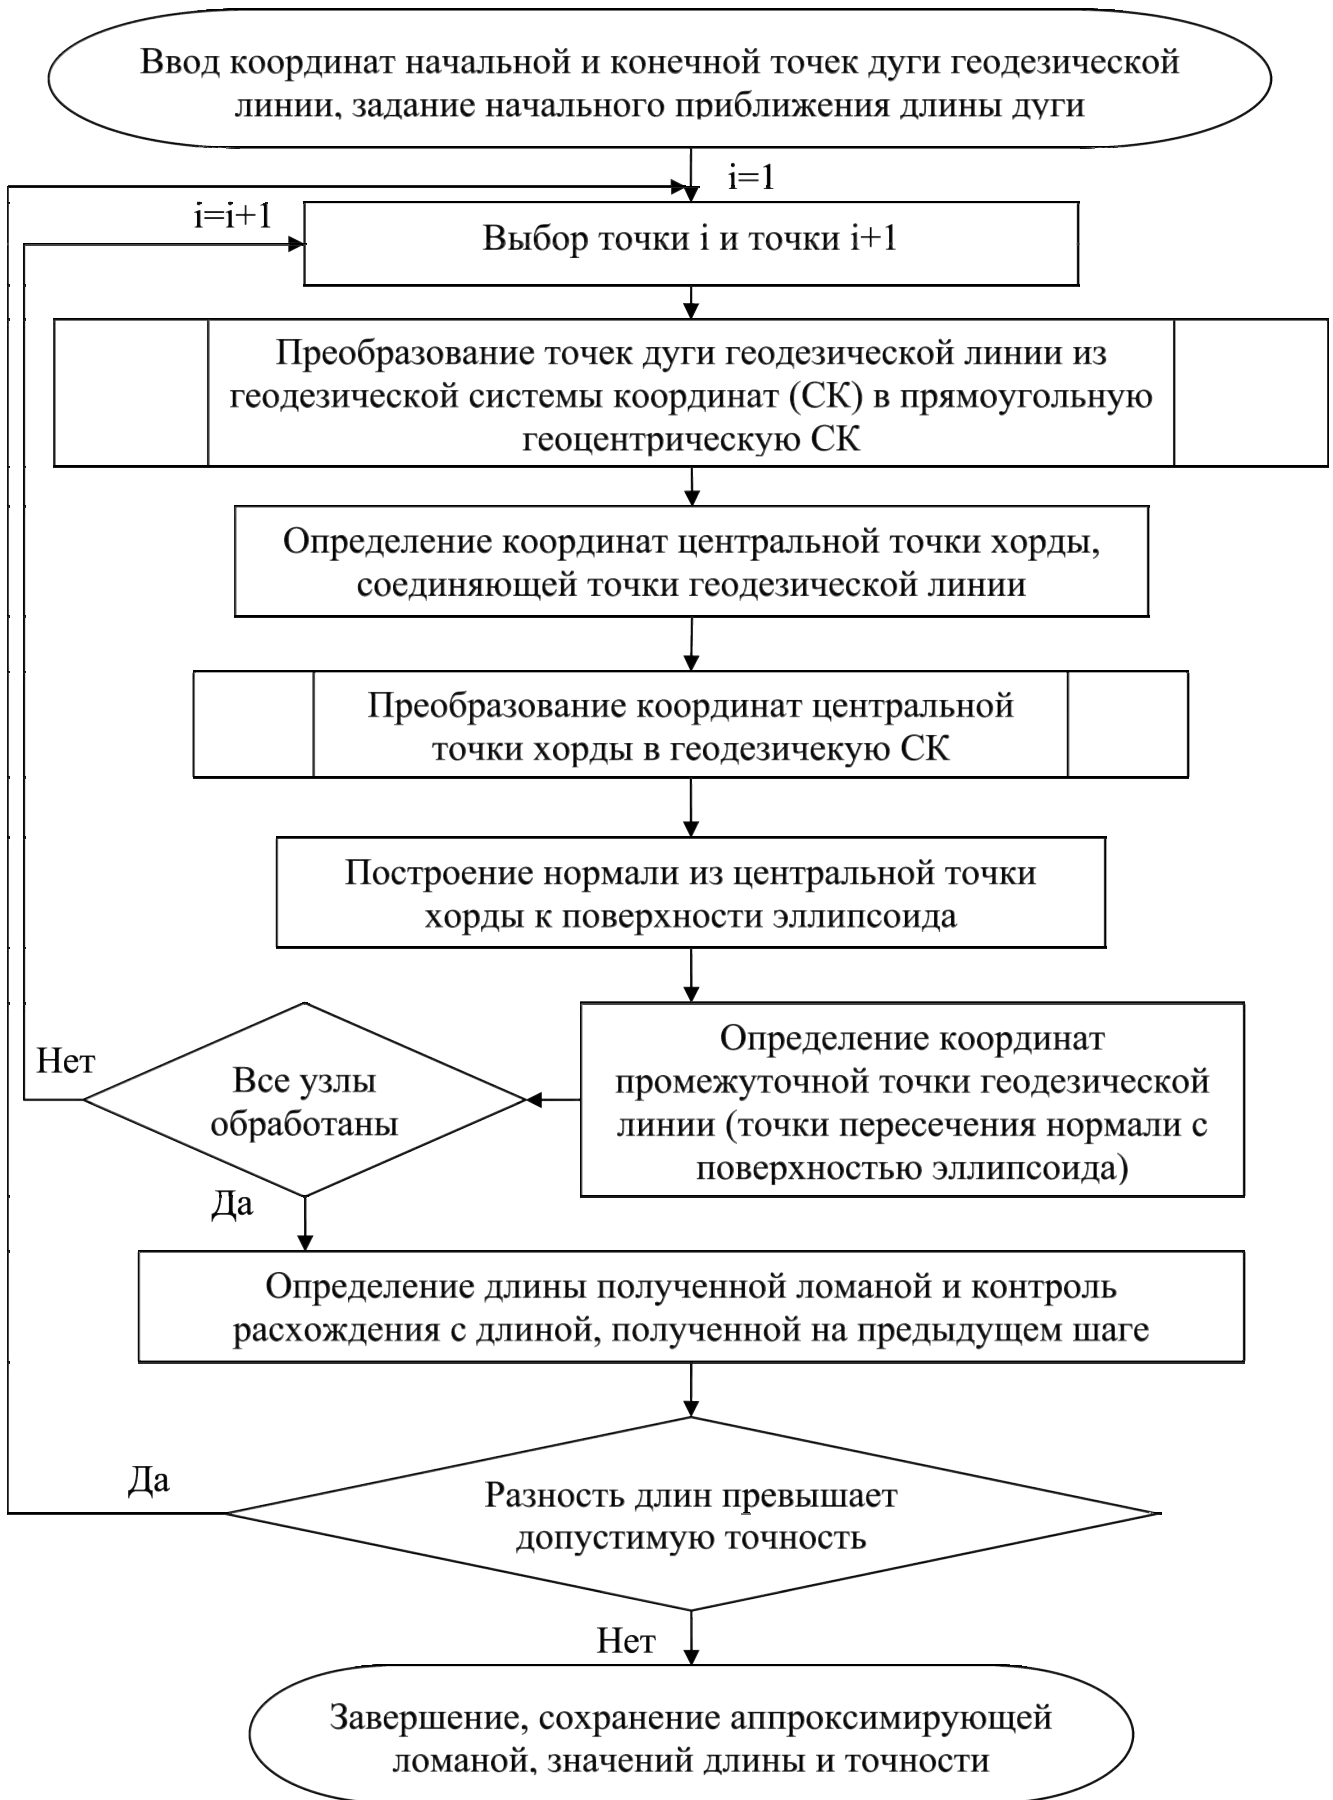 Ввод координат начальной и конечной точек дуги геодезической
линии, задание начального приближения длины дуги
i=1
i=i+1
Выбор точки i и точки i+1
Преобразование точек дуги геодезической линии из
геодезической системы координат (СК) в прямоугольную
геоцентрическую СК
Определение координат центральной точки хорды,
соединяющей точки геодезической линии
Преобразование координат центральной
точки хорды в геодезичекую СК
Построение нормали из центральной точки
хорды к поверхности эллипсоида
Определение координат
промежуточной точки геодезической
линии (точки пересечения нормали с
поверхностью эллипсоида)
Нет
Все узлы
обработаны
Да
Определение длины полученной ломаной и контроль
расхождения с длиной, полученной на предыдущем шаге
Да
Разность длин превышает
допустимую точность
Нет
Завершение, сохранение аппроксимирующей
ломаной, значений длины и точности